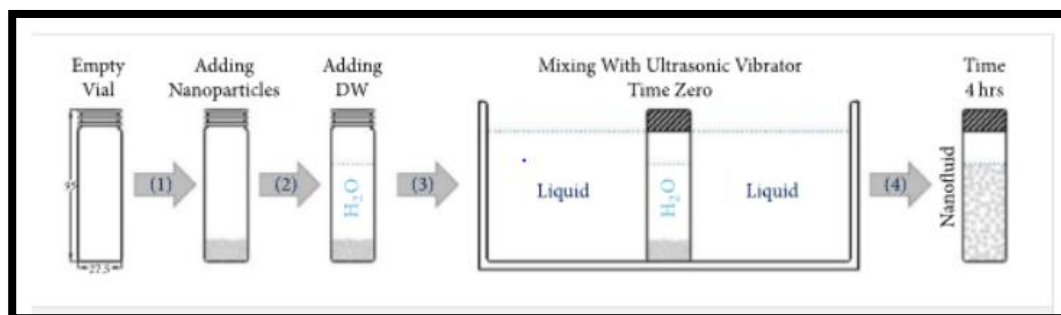 Empty
Vial
Adding
Nanoparticles
Adding
DW
Mixing With Ultrasonic Vibrator
Time Zero
Time
4 hrs
95
27.5
(1)
(2)
H₂O
(3)
Liquid
H₂O
Liquid
(4)
Nanofluid